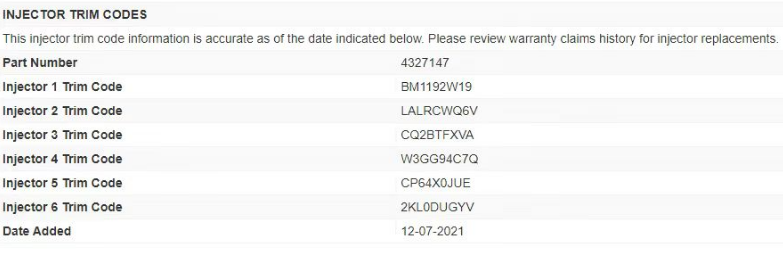 INJECTOR TRIM CODES
This injector trim code information is accurate as of the date indicated below. Please review warranty claims history for injector replacements.
Part Number 4327147
Injector 1 Trim Code BM1192W19
Injector 2 Trim Code LALRCWQ6V
Injector 3 Trim Code CQ2BTFXVA
Injector 4 Trim Code W3GG94C7Q
Injector 5 Trim Code CP64X0JUE
Injector 6 Trim Code 2KL0DUGYV
Date Added 12-07-2021